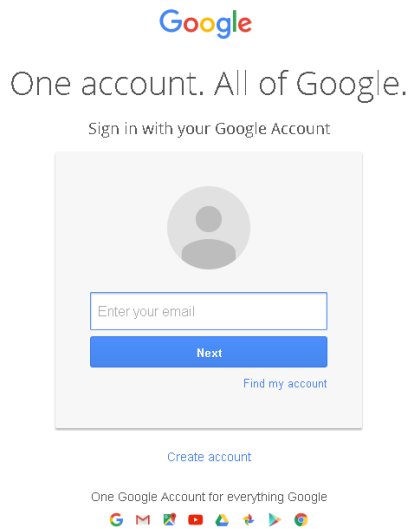 Google
One account. All of Google.
Sign in with your Google Account
Enter your email
Next
Find my account
Create account
One Google Account for everything Google